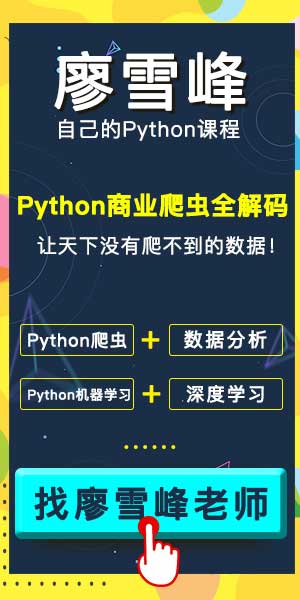 廖雪峰
自己的Python课程
Python商业爬虫全解码
让天下没有爬不到的数据！
Python爬虫 + 数据分析
Python机器学习 + 深度学习
······
找廖雪峰老师